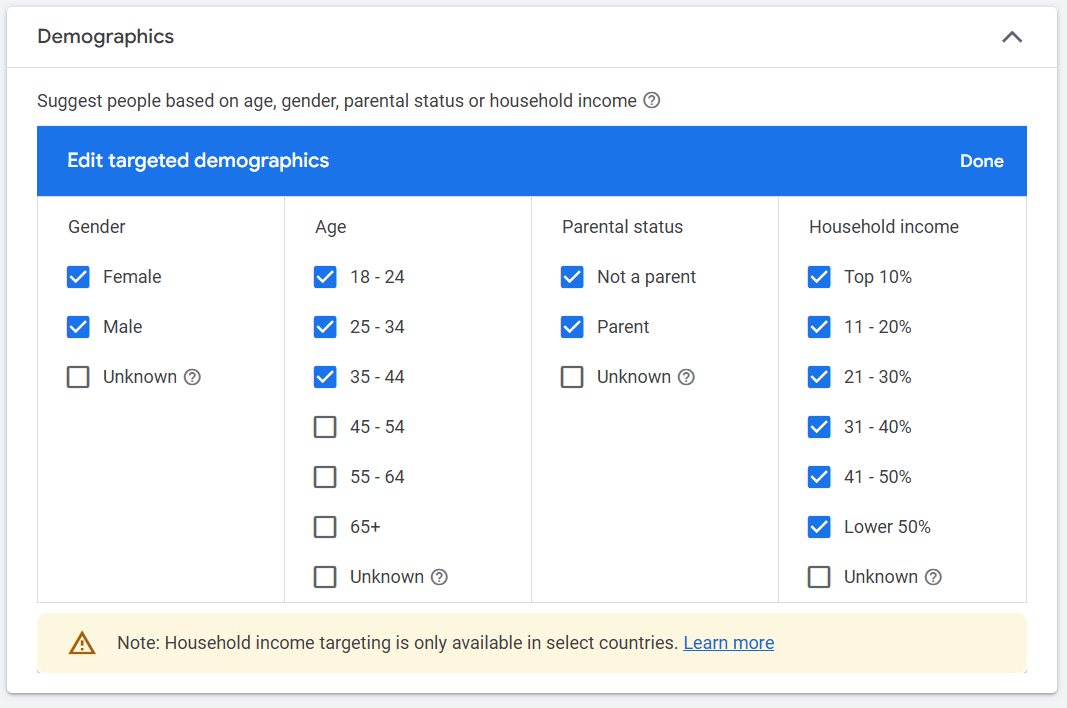 Demographics
Suggest people based on age, gender, parental status or household income
Edit targeted demographics
Done
Gender
Female
Male
Unknown
Age
18 - 24
25 - 34
35 - 44
45 - 54
55 - 64
65+
Unknown
Parental status
Not a parent
Parent
Unknown
Household income
Top 10%
11 - 20%
21 - 30%
31 - 40%
41 - 50%
Lower 50%
Unknown
Note: Household income targeting is only available in select countries. Learn more